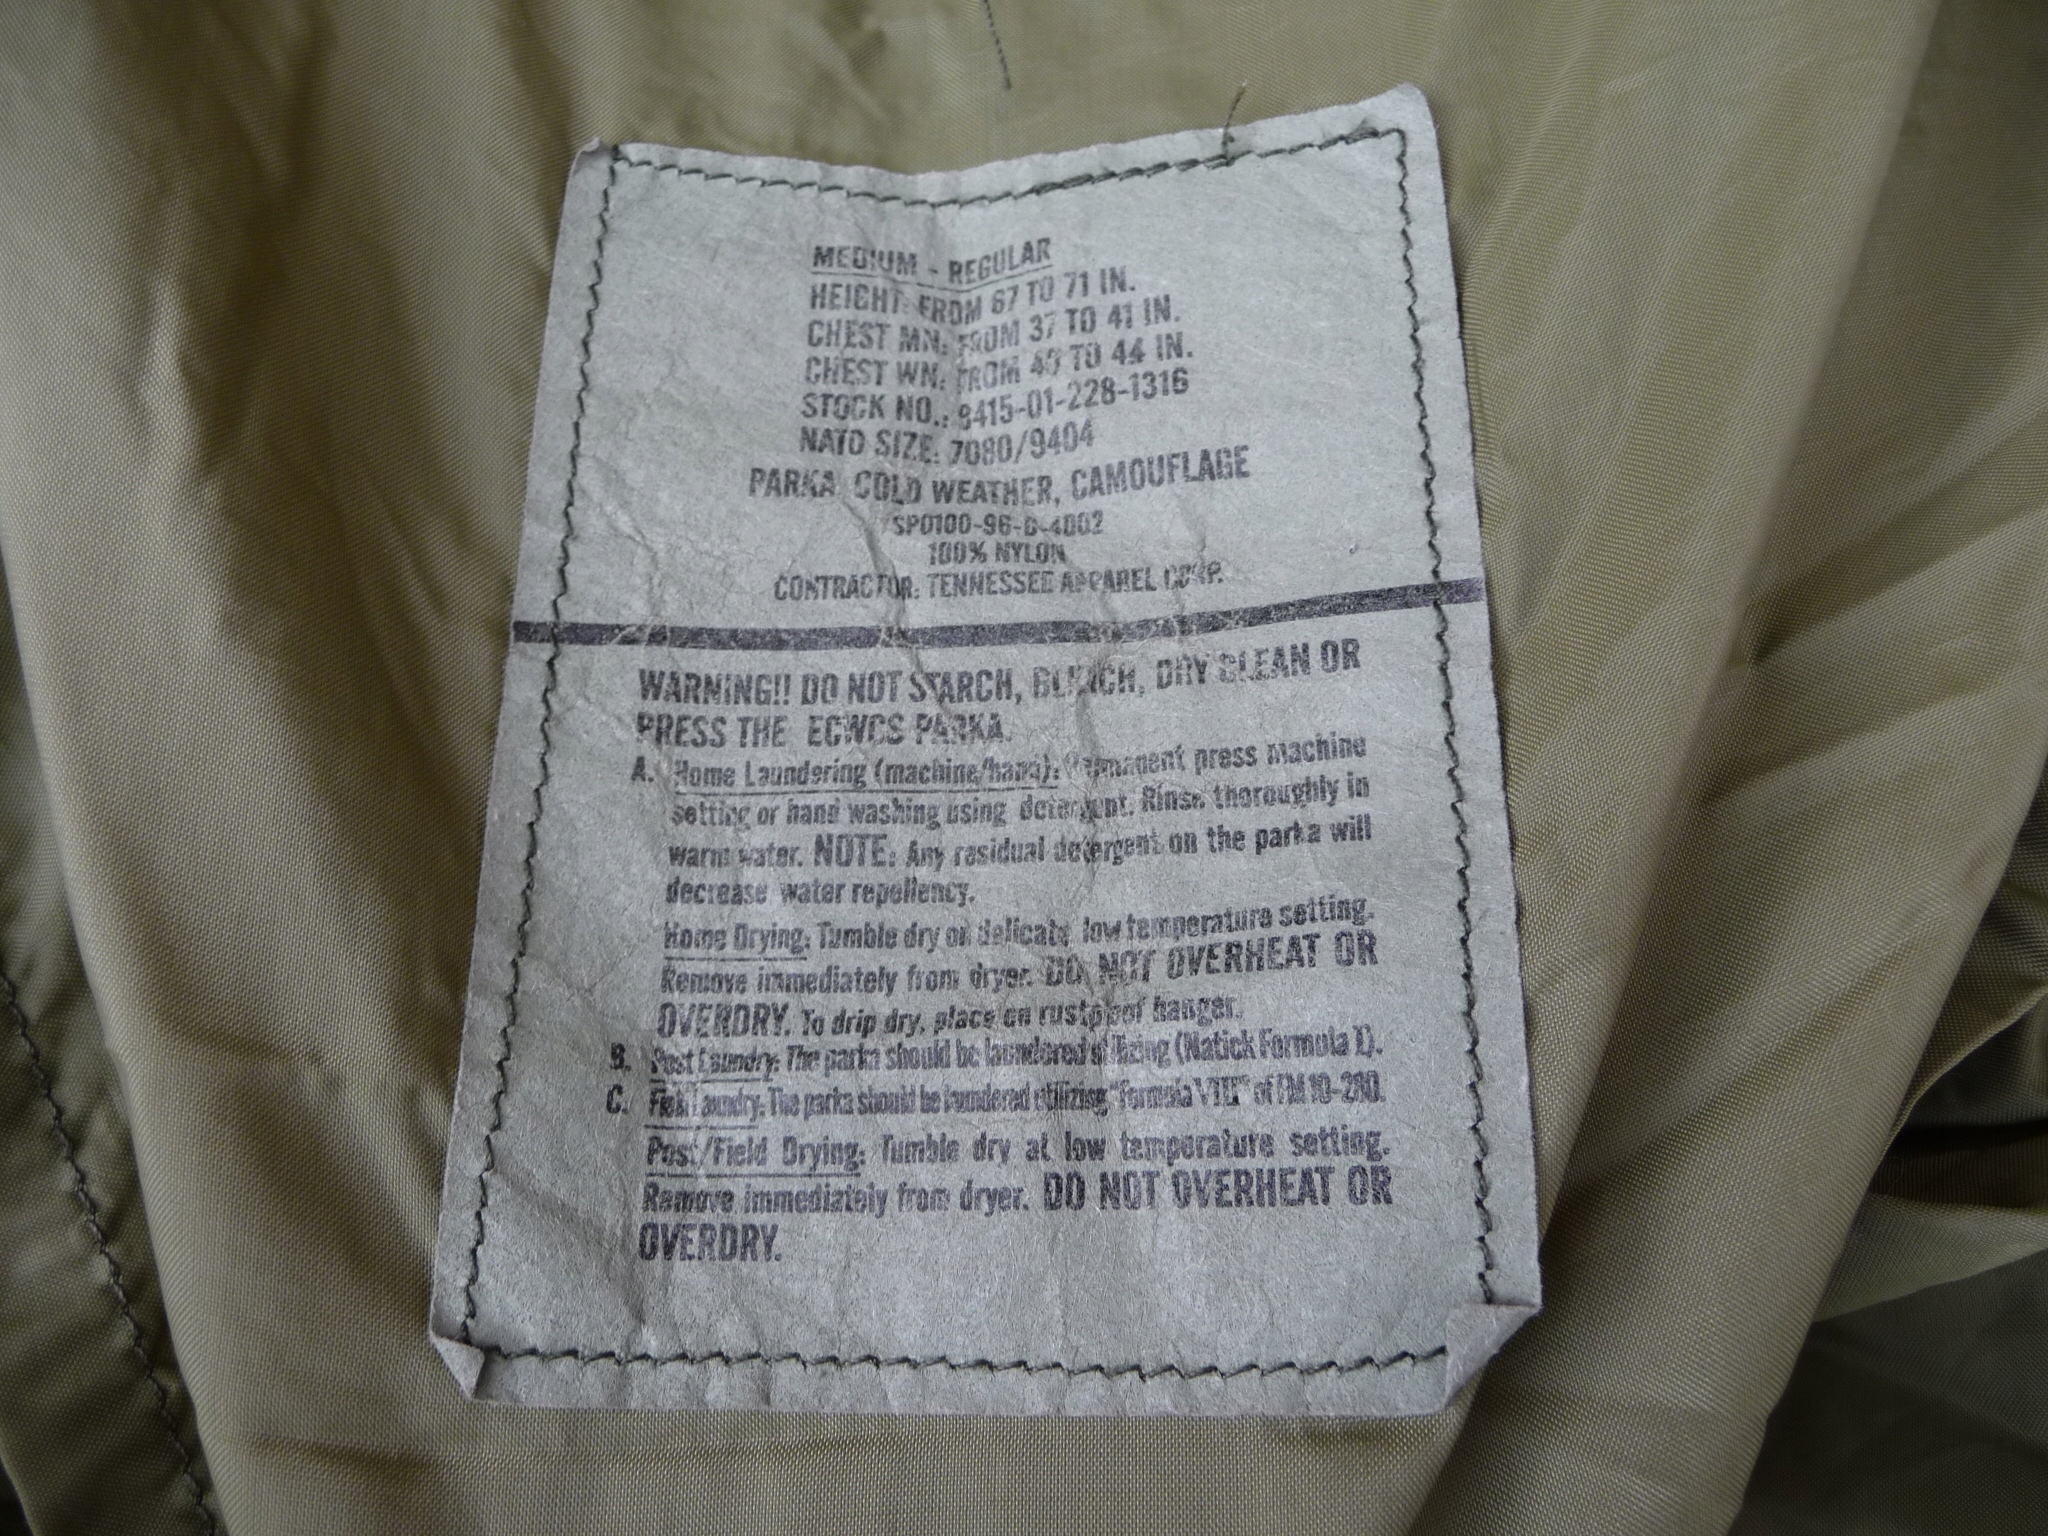 MEDIUM - REGULAR
HEIGHT: FROM 67 TO 71 IN.
CHEST MN: FROM 37 TO 41 IN.
CHEST WN: FROM 40 TO 44 IN.
STOCK NO.: 8415-01-228-1316
NATO SIZE: 7080/9404
PARKA, COLD WEATHER, CAMOUFLAGE
SPO100-96-D-4002
100% NYLON
CONTRACTOR: TENNESSEE APPAREL CORP.
WARNING!! DO NOT STARCH, BLEACH, DRY CLEAN OR
PRESS THE ECWCS PARKA.
A. Home Laundering (machine/hand): Permanent press machine
setting or hand washing using detergent. Rinse thoroughly in
warm water. NOTE: Any residual detergent on the parka will
decrease water repellency.
Home Drying: Tumble dry on delicate, low temperature setting.
Remove immediately from dryer. DO NOT OVERHEAT OR
OVERDRY. To drip dry, place on rustproof hanger.
B. Post Laundry: The parka should be laundered utilizing (Natick Formula I).
C. Field Laundry: The parka should be laundered utilizing "Formula VIII" of FM 10-280.
Post/Field Drying: Tumble dry at low temperature setting.
Remove immediately from dryer. DO NOT OVERHEAT OR
OVERDRY.